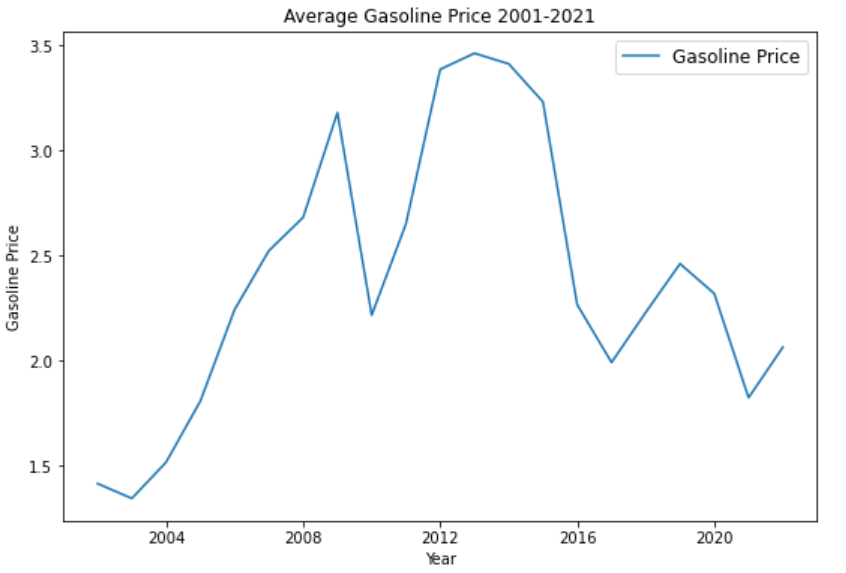 Average Gasoline Price 2001-2021
Gasoline Price
3.5
3.0
2.5
2.0
1.5
Gasoline Price
2004 2008 2012 2016 2020
Year